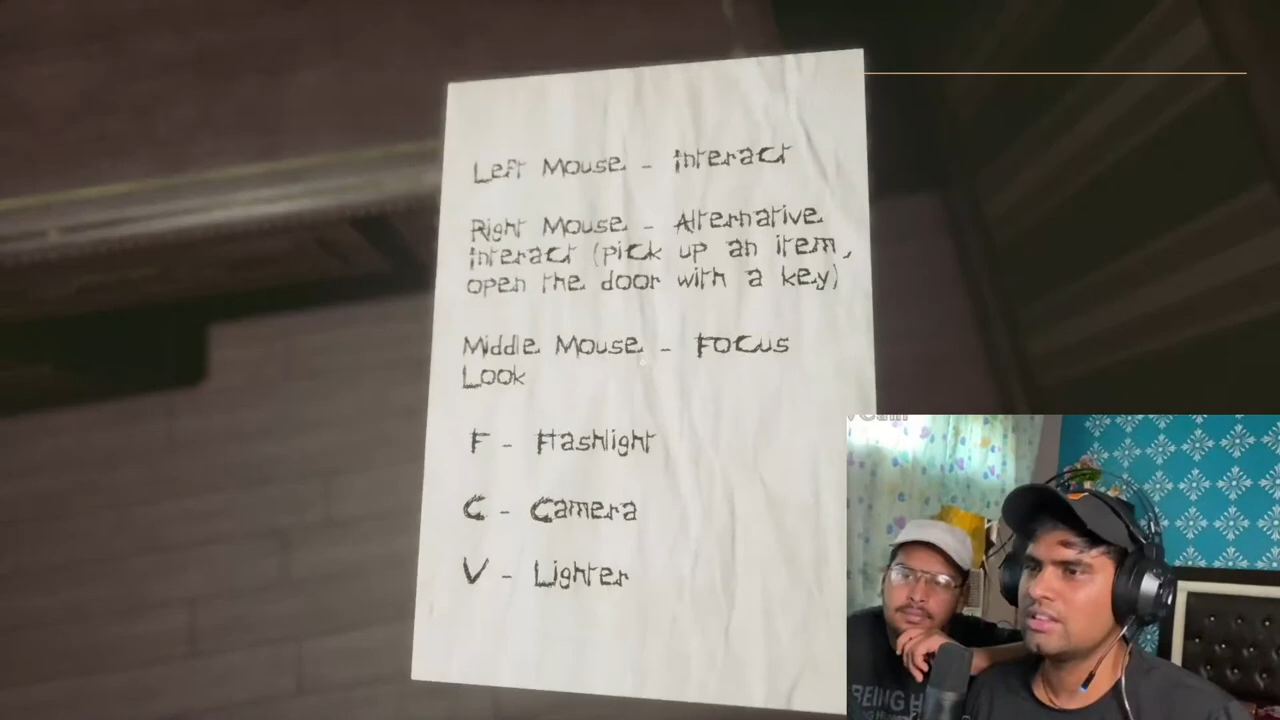 Left Mouse - Interact
Right Mouse - Alternative
Interact (pick up an item,
open the door with a key)
Middle Mouse - Focus
Look
F - Flashlight
C - Camera
V - Lighter
BEING H